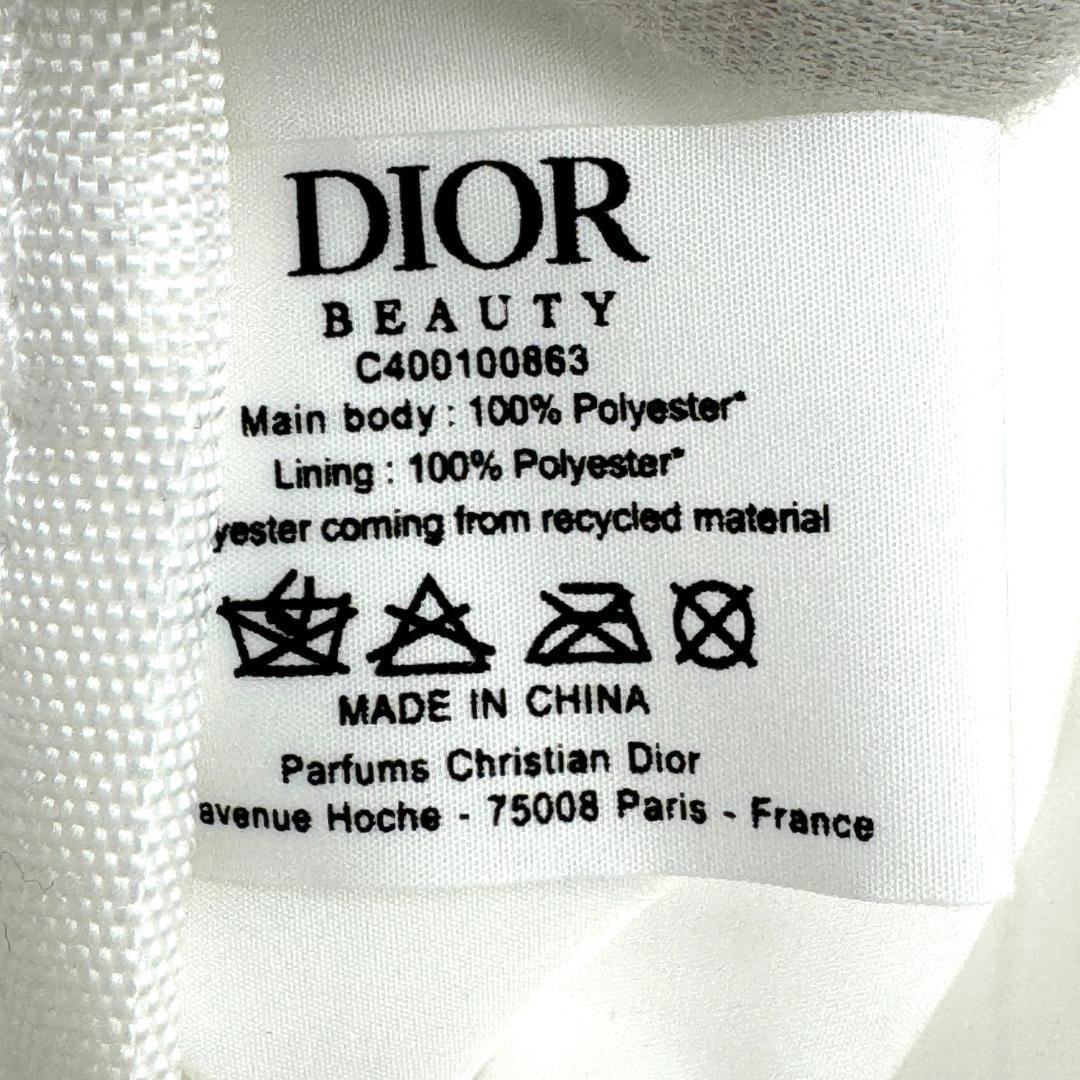 DIOR
BEAUTY
C400100863
Main body : 100% Polyester*
Lining : 100% Polyester*
yester coming from recycled material
MADE IN CHINA
Parfums Christian Dior
avenue Hoche - 75008 Paris - France